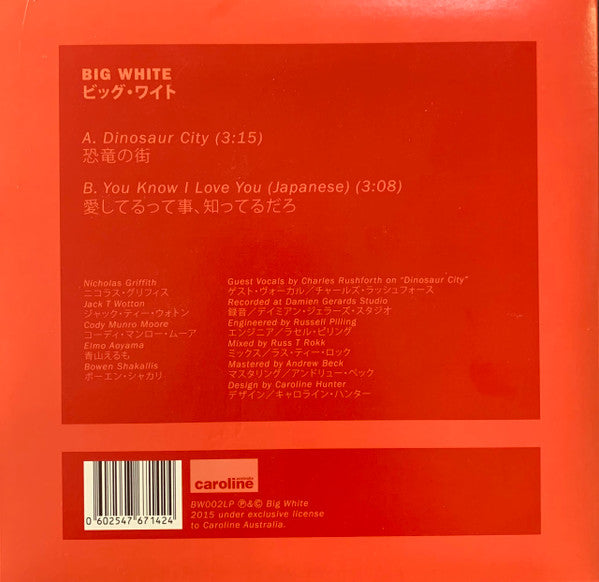 BIG WHITE
ビッグ・ワイト
A. Dinosaur City (3:15)
恐竜の街
B. You Know I Love You (Japanese) (3:08)
愛してるって事、知ってるだろ
Nicholas Griffith
ニコラス・グリフィス
Jack T Wotton
ジャック・ティー・ウォトン
Cody Munro Moore
コーディ・マンロー・ムーア
Elmo Aoyama
青山えるも
Bowen Shakallis
ボーエン・シャカリ
Guest Vocals by Charles Rushforth on "Dinosaur City"
ゲスト・ヴォーカル／チャールズ・ラッシュフォース
Recorded at Damien Gerards Studio
録音／デイミアン・ジェラーズ・スタジオ
Engineered by Russell Pilling
エンジニア／ラセル・ピリング
Mixed by Russ T Rokk
ミックス／ラス・ティー・ロック
Mastered by Andrew Beck
マスタリング／アンドリュー・ベック
Design by Caroline Hunter
デザイン／キャロライン・ハンター
0 602547 671424
caroline
BW002LP ℗&© Big White
2015 under exclusive license
to Caroline Australia.